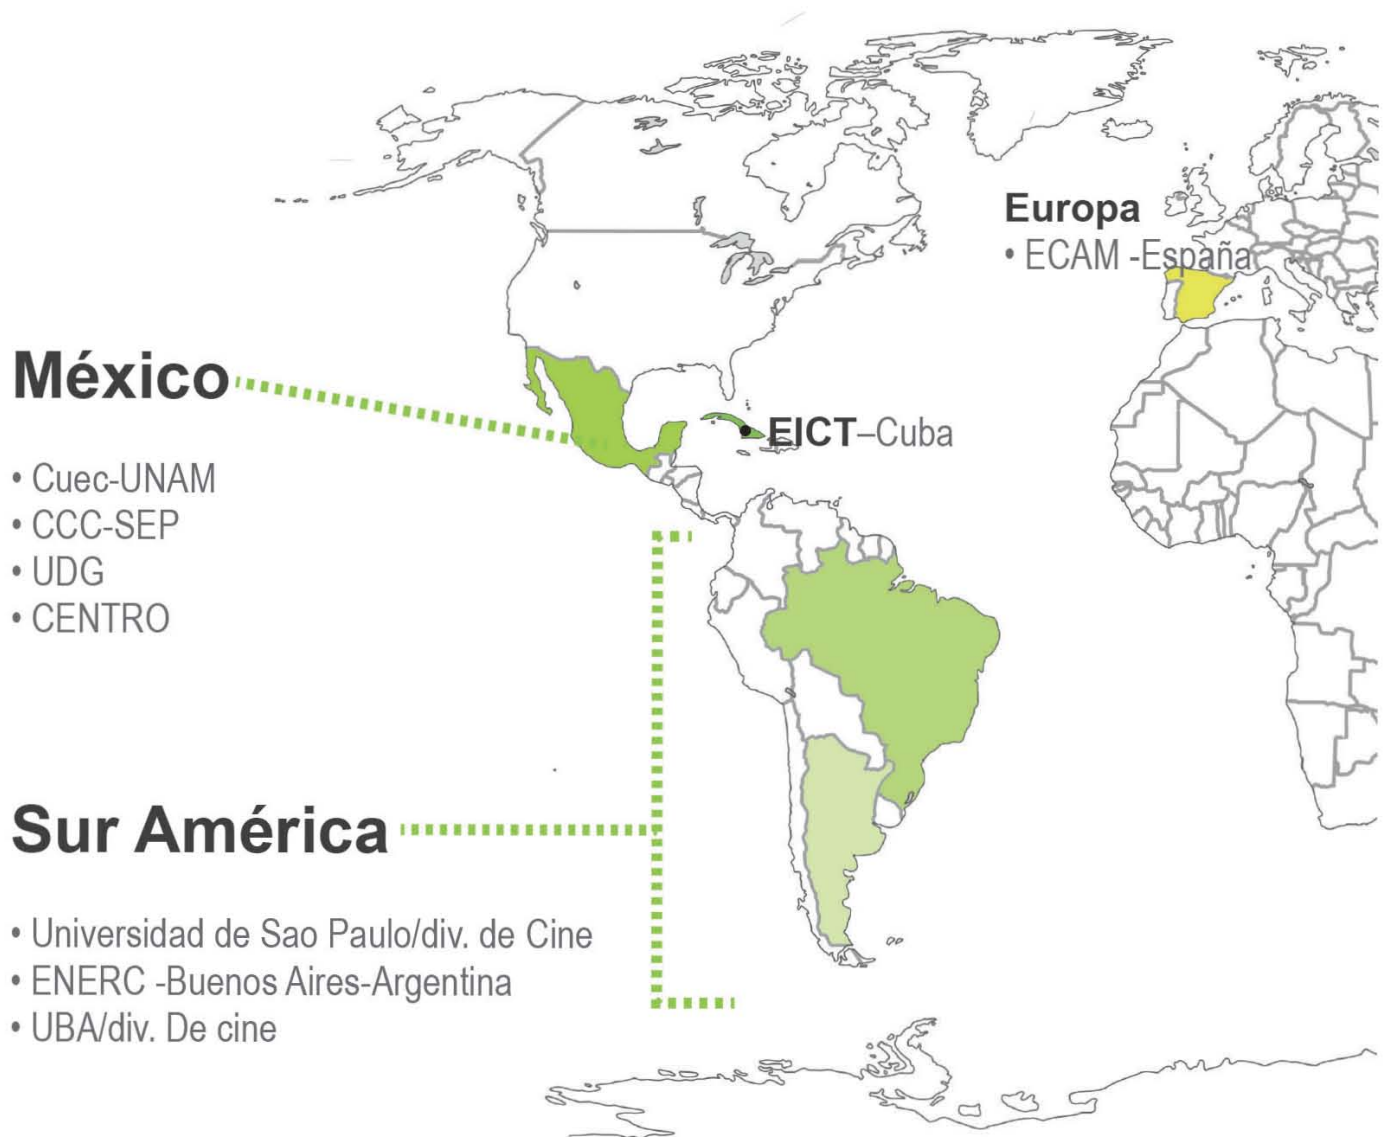 Europa
• ECAM -España
México
EICT–Cuba
• Cuec-UNAM
• CCC-SEP
• UDG
• CENTRO
Sur América
• Universidad de Sao Paulo/div. de Cine
• ENERC -Buenos Aires-Argentina
• UBA/div. De cine